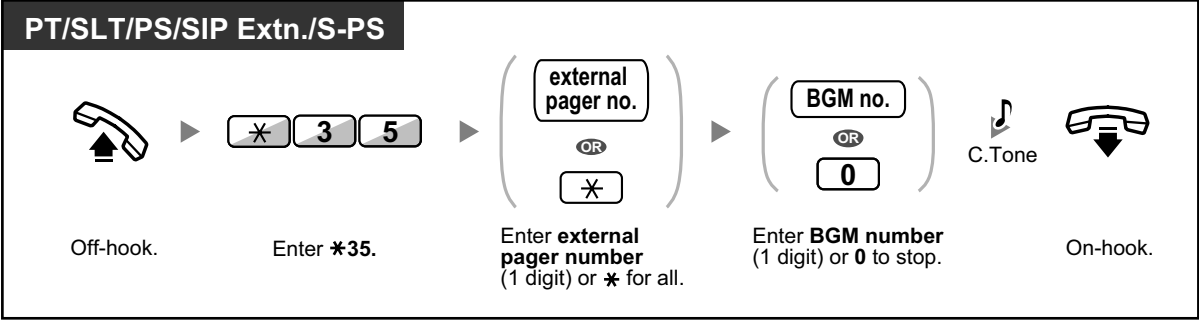 PT/SLT/PS/SIP Extn./S-PS
external
pager no.
OR
✳
BGM no.
OR
0
✳ 3 5
C.Tone
Off-hook.
Enter ✳35.
Enter external
pager number
(1 digit) or ✳ for all.
Enter BGM number
(1 digit) or 0 to stop.
On-hook.